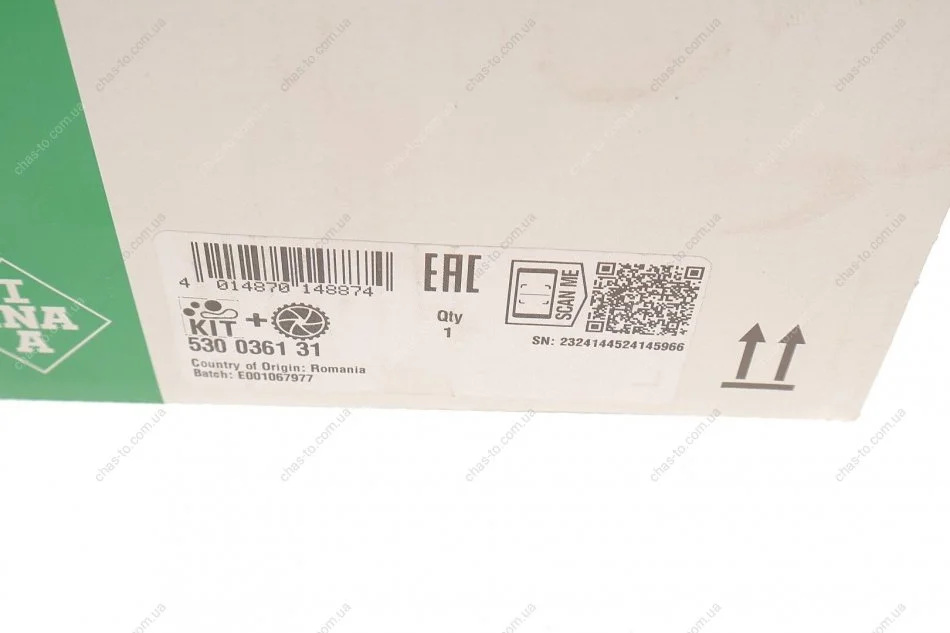 4 014870 148874
EAC
SCAN ME
KIT +
Qty
1
530 0361 31
SN: 2324144524145966
Country of Origin: Romania
Batch: E001067977
I
NA
A
chas-to.com.ua